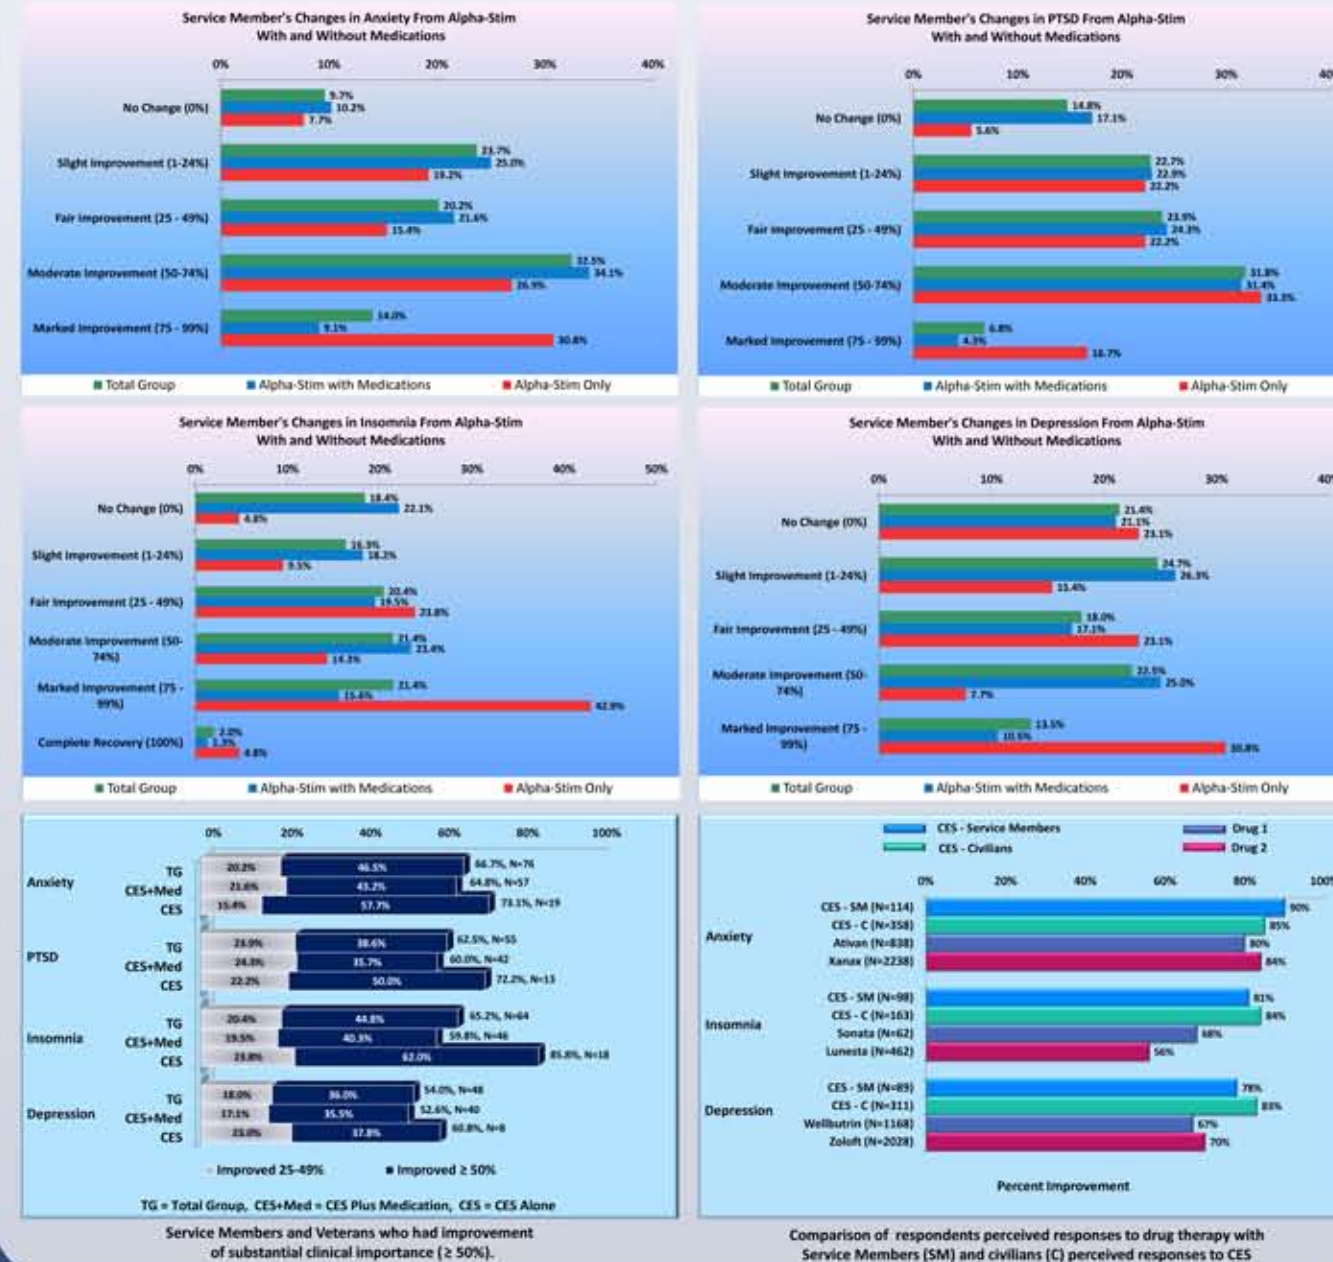 Service Member's Changes in Anxiety From Alpha-Stim
With and Without Medications
0% 10% 20% 30% 40%
No Change (0%) 9.7% 10.2% 7.7%
Slight Improvement (1-24%) 23.7% 25.0% 19.2%
Fair Improvement (25 - 49%) 20.2% 21.6% 15.4%
Moderate Improvement (50-74%) 32.5% 34.1% 26.9%
Marked Improvement (75 - 99%) 14.0% 9.1% 30.8%
Total Group Alpha-Stim with Medications Alpha-Stim Only
Service Member's Changes in PTSD From Alpha-Stim
With and Without Medications
0% 10% 20% 30% 40%
No Change (0%) 14.8% 17.1% 5.6%
Slight Improvement (1-24%) 22.7% 22.9% 22.2%
Fair Improvement (25 - 49%) 23.9% 24.3% 22.2%
Moderate Improvement (50-74%) 31.8% 31.4% 33.3%
Marked Improvement (75 - 99%) 6.8% 4.3% 16.7%
Total Group Alpha-Stim with Medications Alpha-Stim Only
Service Member's Changes in Insomnia From Alpha-Stim
With and Without Medications
0% 10% 20% 30% 40% 50%
No Change (0%) 18.4% 22.1% 4.8%
Slight Improvement (1-24%) 16.3% 18.2% 9.5%
Fair Improvement (25 - 49%) 20.4% 19.5% 23.8%
Moderate Improvement (50-
74%) 21.4% 23.4% 14.3%
Marked Improvement (75 -
99%) 21.4% 15.6% 42.9%
Complete Recovery (100%) 2.0% 1.3% 4.8%
Total Group Alpha-Stim with Medications Alpha-Stim Only
Service Member's Changes in Depression From Alpha-Stim
With and Without Medications
0% 10% 20% 30% 40%
No Change (0%) 21.4% 21.1% 23.1%
Slight Improvement (1-24%) 24.7% 26.3% 15.4%
Fair Improvement (25 - 49%) 18.0% 17.1% 23.1%
Moderate Improvement (50-
74%) 22.5% 25.0% 7.7%
Marked Improvement (75 -
99%) 13.5% 10.5% 30.8%
Total Group Alpha-Stim with Medications Alpha-Stim Only
0% 20% 40% 60% 80% 100%
Anxiety
TG 20.2% 46.5% 66.7%, N=76
CES+Med 21.6% 43.2% 64.8%, N=57
CES 15.4% 57.7% 73.1%, N=19
PTSD
TG 23.9% 38.6% 62.5%, N=55
CES+Med 24.3% 35.7% 60.0%, N=42
CES 22.2% 50.0% 72.2%, N=13
Insomnia
TG 20.4% 44.8% 65.2%, N=64
CES+Med 19.5% 40.3% 59.8%, N=46
CES 23.8% 62.0% 85.8%, N=18
Depression
TG 18.0% 36.0% 54.0%, N=48
CES+Med 17.1% 35.5% 52.6%, N=40
CES 23.0% 37.8% 60.8%, N=8
Improved 25-49% Improved ≥ 50%
TG = Total Group, CES+Med = CES Plus Medication, CES = CES Alone
Service Members and Veterans who had improvement
of substantial clinical importance (≥ 50%).
CES - Service Members Drug 1
CES - Civilians Drug 2
0% 20% 40% 60% 80% 100%
Anxiety
CES - SM (N=114) 90%
CES - C (N=358) 85%
Ativan (N=838) 80%
Xanax (N=2238) 84%
Insomnia
CES - SM (N=98) 81%
CES - C (N=163) 84%
Sonata (N=62) 68%
Lunesta (N=462) 56%
Depression
CES - SM (N=89) 78%
CES - C (N=311) 83%
Wellbutrin (N=1168) 67%
Zoloft (N=2028) 70%
Percent Improvement
Comparison of respondents perceived responses to drug therapy with
Service Members (SM) and civilians (C) perceived responses to CES